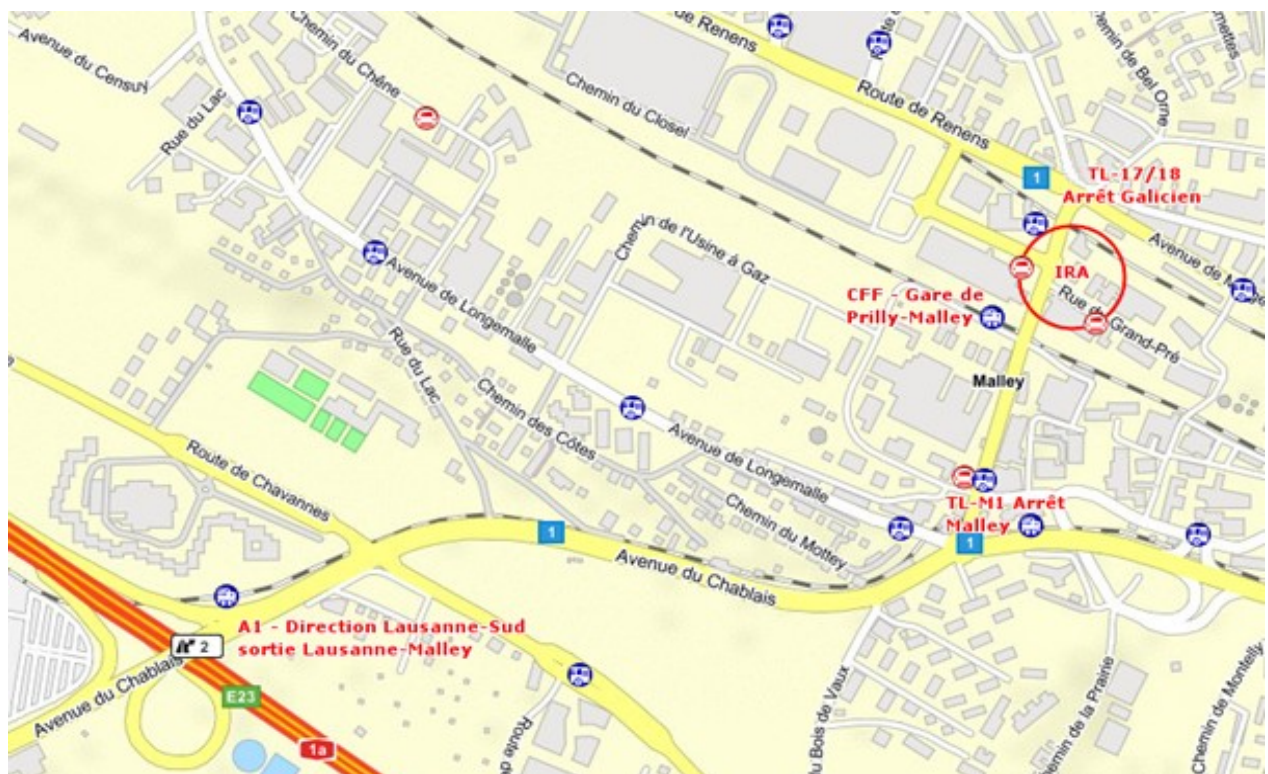 Avenue du Censuy
Rue du Lac
Chemin du Chêne
de Renens
Chemin du Closel
Route de Renens
Chemin de Bel Orne
1
TL-17/18
Arrêt Galicien
IRA
Avenue de
Rue de Grand-Pré
Chemin de l'Usine à Gaz
CFF - Gare de
Prilly-Malley
Malley
Avenue de Longemalle
Rue du Lac
Chemin des Côtes
Avenue de Longemalle
Chemin du Mottey
TL-M1 Arrêt
Malley
1
1
Avenue du Chablais
Route de Chavannes
A1 - Direction Lausanne-Sud
sortie Lausanne-Malley
2
E23
1a
Avenue du Chablais
Route de
du Bois de Vaux
Chemin de la Prairie
Chemin de Montelly